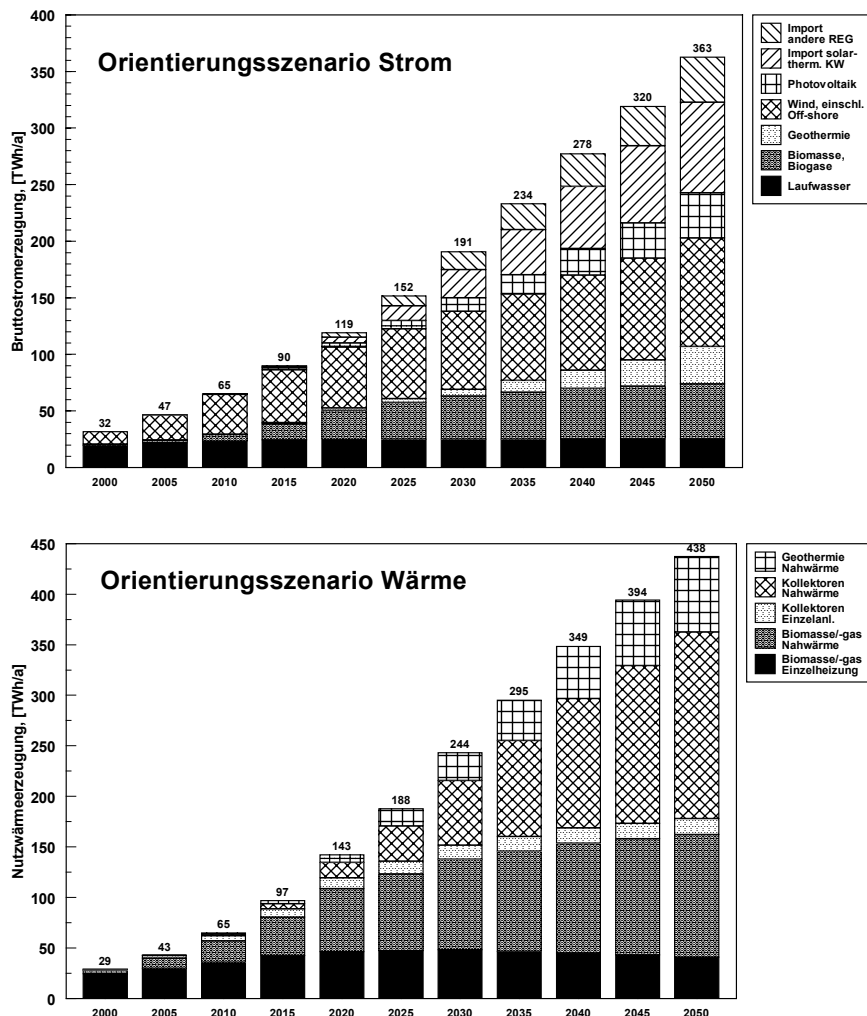 Orientierungsszenario Strom
Bruttostromerzeugung, [TWh/a]
400
350
300
250
200
150
100
50
0
32
47
65
90
119
152
191
234
278
320
363
2000
2005
2010
2015
2020
2025
2030
2035
2040
2045
2050
Import
andere REG
Import solar-
therm. KW
Photovoltaik
Wind, einschl.
Off-shore
Geothermie
Biomasse,
Biogase
Laufwasser
Orientierungsszenario Wärme
Nutzwärmeerzeugung, [TWh/a]
450
400
350
300
250
200
150
100
50
0
29
43
65
97
143
188
244
295
349
394
438
2000
2005
2010
2015
2020
2025
2030
2035
2040
2045
2050
Geothermie
Nahwärme
Kollektoren
Nahwärme
Kollektoren
Einzelanl.
Biomasse/-gas
Nahwärme
Biomasse/-gas
Einzelheizung